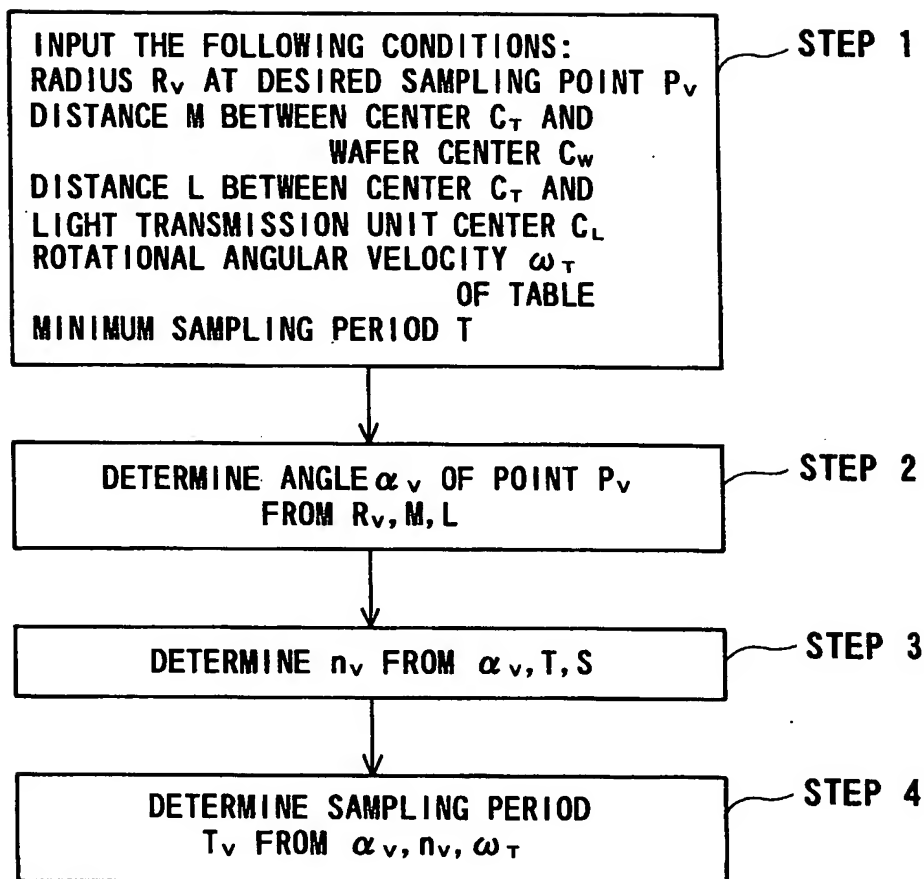 INPUT THE FOLLOWING CONDITIONS:
RADIUS Rv AT DESIRED SAMPLING POINT Pv
DISTANCE M BETWEEN CENTER CT AND
WAFER CENTER CW
DISTANCE L BETWEEN CENTER CT AND
LIGHT TRANSMISSION UNIT CENTER CL
ROTATIONAL ANGULAR VELOCITY ωT
OF TABLE
MINIMUM SAMPLING PERIOD T
STEP 1
DETERMINE ANGLE αv OF POINT Pv
FROM Rv, M, L
STEP 2
DETERMINE nv FROM αv, T, S
STEP 3
DETERMINE SAMPLING PERIOD
Tv FROM αv, nv, ωT
STEP 4